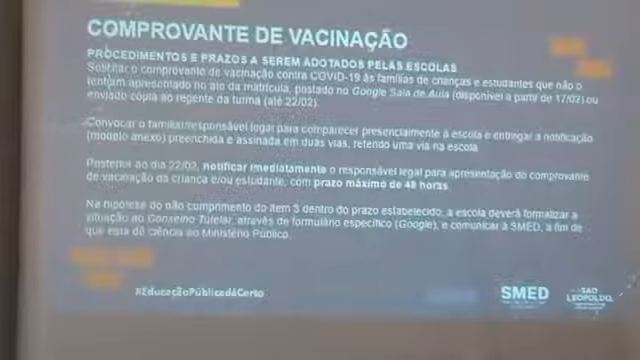 COMPROVANTE DE VACINAÇÃO
PROCEDIMENTOS E PRAZOS A SEREM ADOTADOS PELAS ESCOLAS
Solicitar o comprovante de vacinação contra COVID-19 às famílias de crianças e estudantes que não o
tenham apresentado no ato da matrícula, postado no Google Sala de Aula (disponível a partir de 17/02) ou
enviado cópia ao regente da turma (até 22/02).
Convocar o familiar/responsável legal para comparecer presencialmente à escola e entregar a notificação
(modelo anexo) preenchida e assinada em duas vias, retendo uma via na escola.
Posterior ao dia 22/02, notificar imediatamente o responsável legal para apresentação do comprovante
de vacinação da criança e/ou estudante, com prazo máximo de 48 horas.
Na hipótese do não cumprimento do item 3 dentro do prazo estabelecido, a escola deverá formalizar a
situação ao Conselho Tutelar, através de formulário específico (Google), e comunicar à SMED, a fim de
que esta dê ciência ao Ministério Público.
#EducaçãoPúblicadáCerto
SMED
SÃO
LEOPOLDO